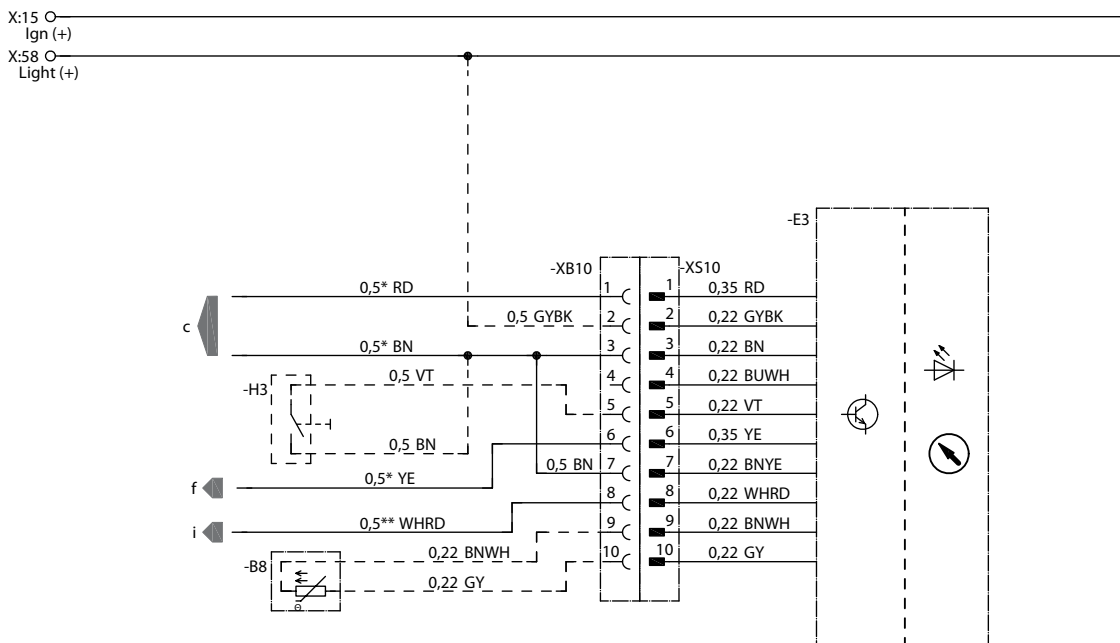 X:15
Ign (+)
X:58
Light (+)
-E3
-XB10
-XS10
0,5* RD
1
1
0,35 RD
0,5 GYBK
2
2
0,22 GYBK
c
0,5* BN
3
3
0,22 BN
-H3
0,5 VT
4
4
0,22 BUWH
5
5
0,22 VT
0,5 BN
6
6
0,35 YE
f
0,5* YE
0,5 BN
7
7
0,22 BNYE
8
8
0,22 WHRD
i
0,5** WHRD
9
9
0,22 BNWH
-B8
0,22 BNWH
10
10
0,22 GY
0,22 GY
Θ